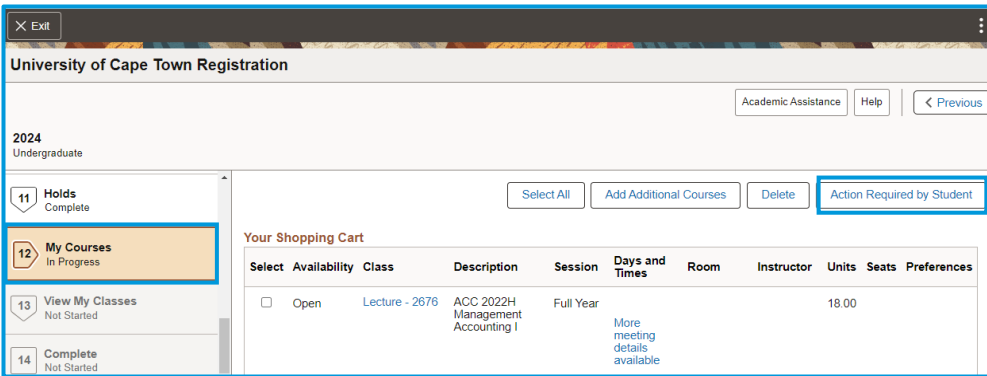 Exit
University of Cape Town Registration
Academic Assistance
Help
Previous
2024
Undergraduate
11 Holds
Complete
12 My Courses
In Progress
13 View My Classes
Not Started
14 Complete
Not Started
Select All
Add Additional Courses
Delete
Action Required by Student
Your Shopping Cart
Select Availability Class Description Session Days and Times Room Instructor Units Seats Preferences
Open Lecture - 2676 ACC 2022H Full Year 18.00
Management
Accounting I
More
meeting
details
available